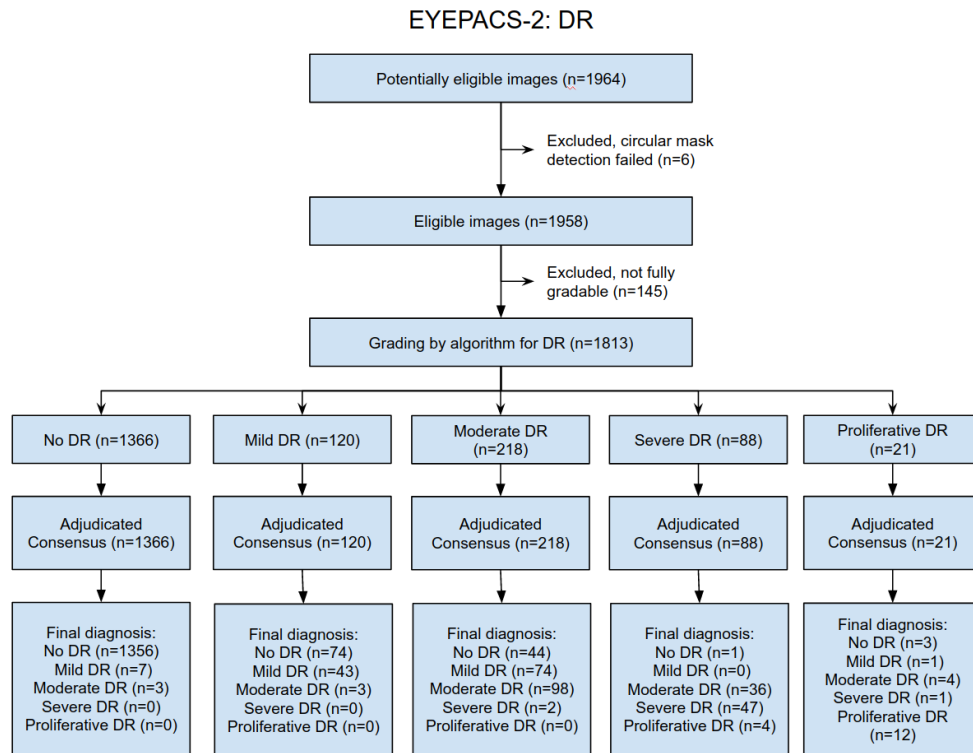 EYEPACS-2: DR
Potentially eligible images (n=1964)
Excluded, circular mask
detection failed (n=6)
Eligible images (n=1958)
Excluded, not fully
gradable (n=145)
Grading by algorithm for DR (n=1813)
No DR (n=1366)
Mild DR (n=120)
Moderate DR
(n=218)
Severe DR (n=88)
Proliferative DR
(n=21)
Adjudicated
Consensus (n=1366)
Adjudicated
Consensus (n=120)
Adjudicated
Consensus (n=218)
Adjudicated
Consensus (n=88)
Adjudicated
Consensus (n=21)
Final diagnosis:
No DR (n=1356)
Mild DR (n=7)
Moderate DR (n=3)
Severe DR (n=0)
Proliferative DR (n=0)
Final diagnosis:
No DR (n=74)
Mild DR (n=43)
Moderate DR (n=3)
Severe DR (n=0)
Proliferative DR (n=0)
Final diagnosis:
No DR (n=44)
Mild DR (n=74)
Moderate DR (n=98)
Severe DR (n=2)
Proliferative DR (n=0)
Final diagnosis:
No DR (n=1)
Mild DR (n=0)
Moderate DR (n=36)
Severe DR (n=47)
Proliferative DR (n=4)
Final diagnosis:
No DR (n=3)
Mild DR (n=1)
Moderate DR (n=4)
Severe DR (n=1)
Proliferative DR
(n=12)